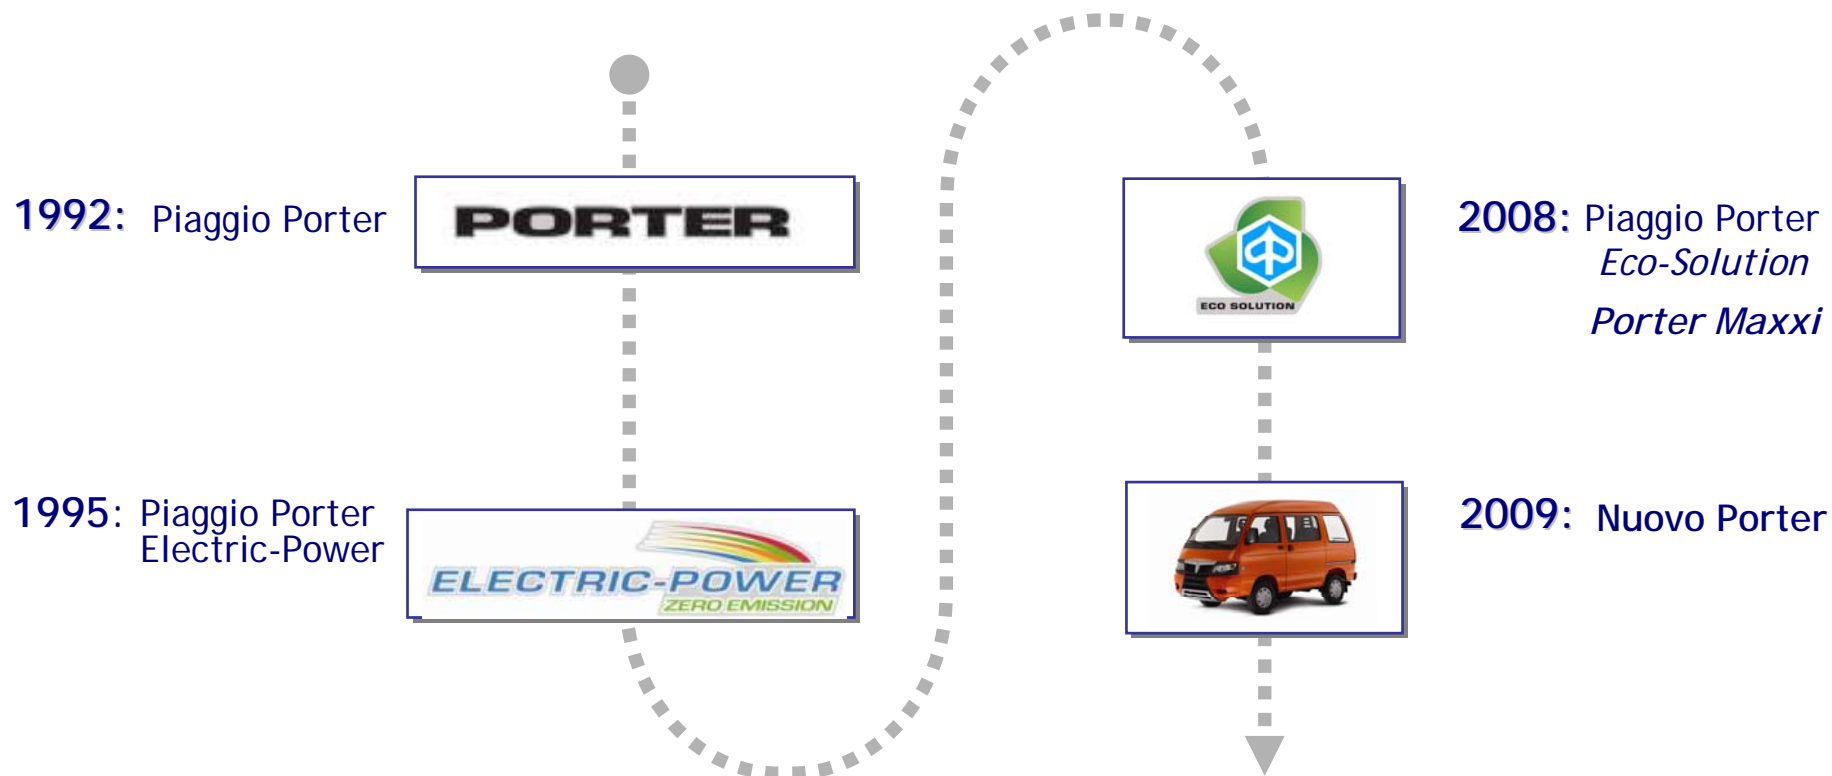 1992: Piaggio Porter
PORTER
1995: Piaggio Porter
Electric-Power
ELECTRIC-POWER
ZERO EMISSION
ECO SOLUTION
2008: Piaggio Porter
Eco-Solution
Porter Maxxi
2009: Nuovo Porter